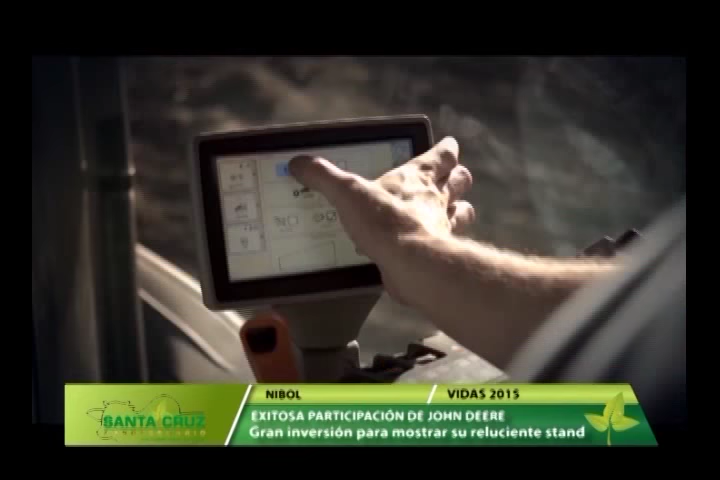 NIBOL
VIDAS 2015
SANTA CRUZ
EXITOSA PARTICIPACIÓN DE JOHN DEERE
Gran inversión para mostrar su reluciente stand